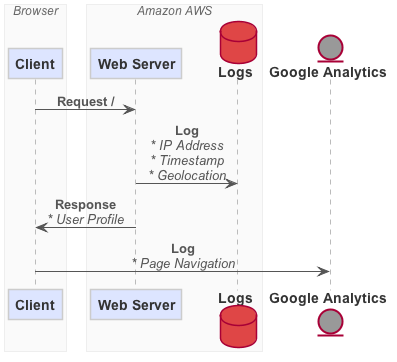 Browser
Amazon AWS
Client
Web Server
Logs
Google Analytics
Request /
Log
* IP Address
* Timestamp
* Geolocation
Response
* User Profile
Log
* Page Navigation
Client
Web Server
Logs
Google Analytics